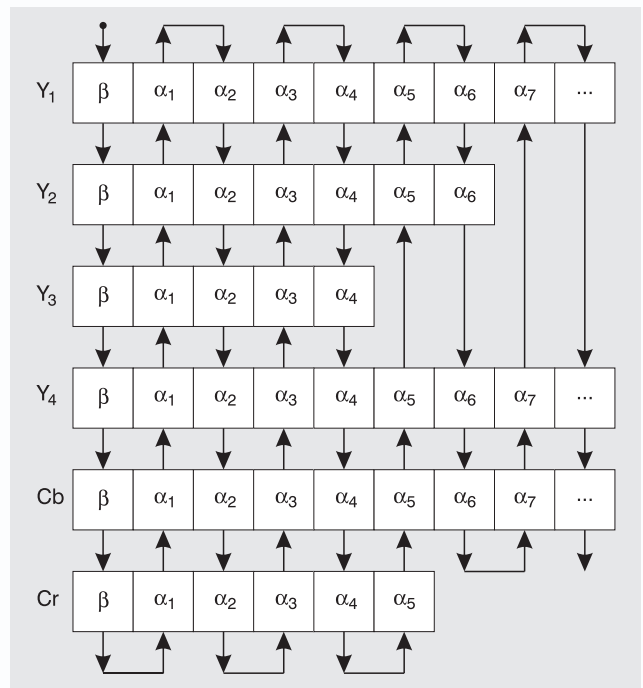 Y₁ β α₁ α₂ α₃ α₄ α₅ α₆ α₇ ...
Y₂ β α₁ α₂ α₃ α₄ α₅ α₆
Y₃ β α₁ α₂ α₃ α₄
Y₄ β α₁ α₂ α₃ α₄ α₅ α₆ α₇ ...
Cb β α₁ α₂ α₃ α₄ α₅ α₆ α₇ ...
Cr β α₁ α₂ α₃ α₄ α₅